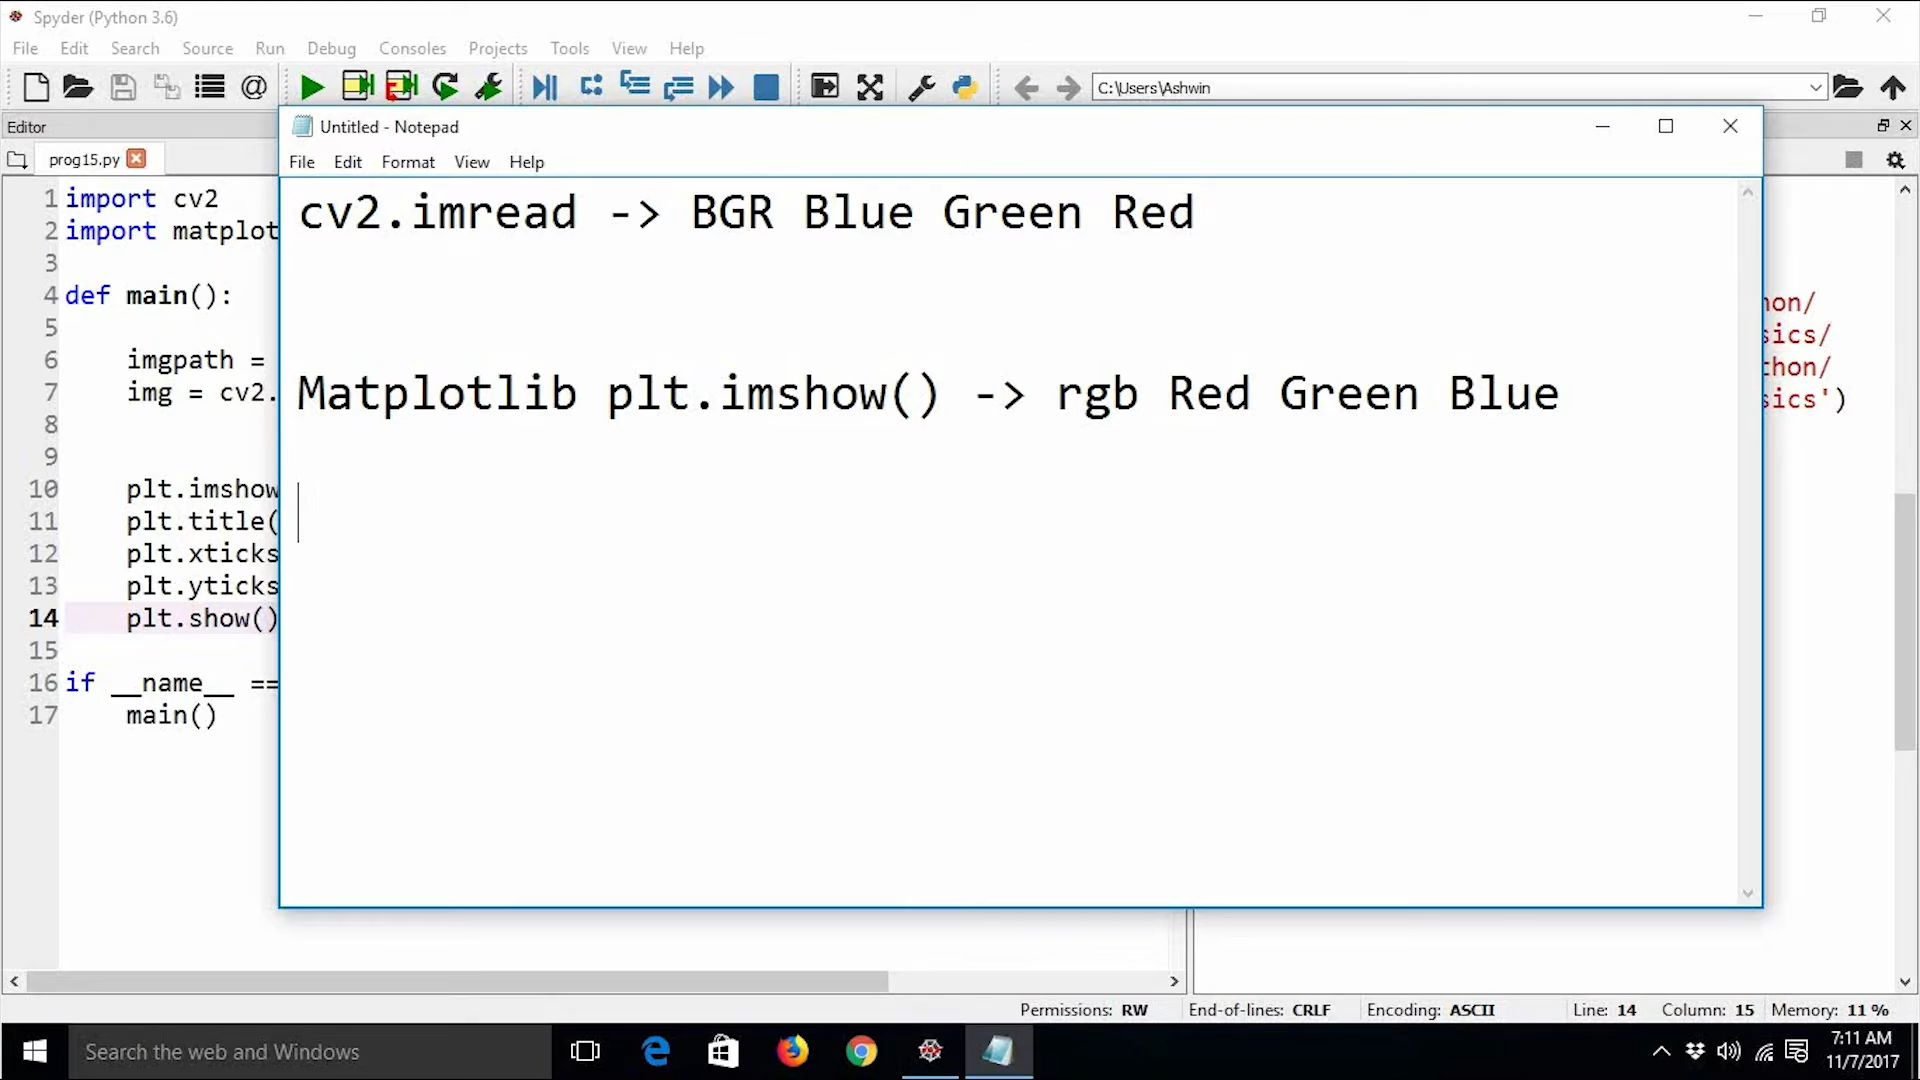 Spyder (Python 3.6)
File Edit Search Source Run Debug Consoles Projects Tools View Help
C:\Users\Ashwin
Editor
prog15.py
Untitled - Notepad
File Edit Format View Help
cv2.imread -> BGR Blue Green Red
Matplotlib plt.imshow() -> rgb Red Green Blue
1 import cv2
2 import matplot
3
4 def main():
5
6 imgpath =
7 img = cv2.
8
9
10 plt.imshow
11 plt.title(
12 plt.xticks
13 plt.yticks
14 plt.show()
15
16 if __name__ ==
17 main()
hon/
sics/
thon/
sics')
Permissions: RW End-of-lines: CRLF Encoding: ASCII Line: 14 Column: 15 Memory: 11 %
Search the web and Windows
7:11 AM
11/7/2017